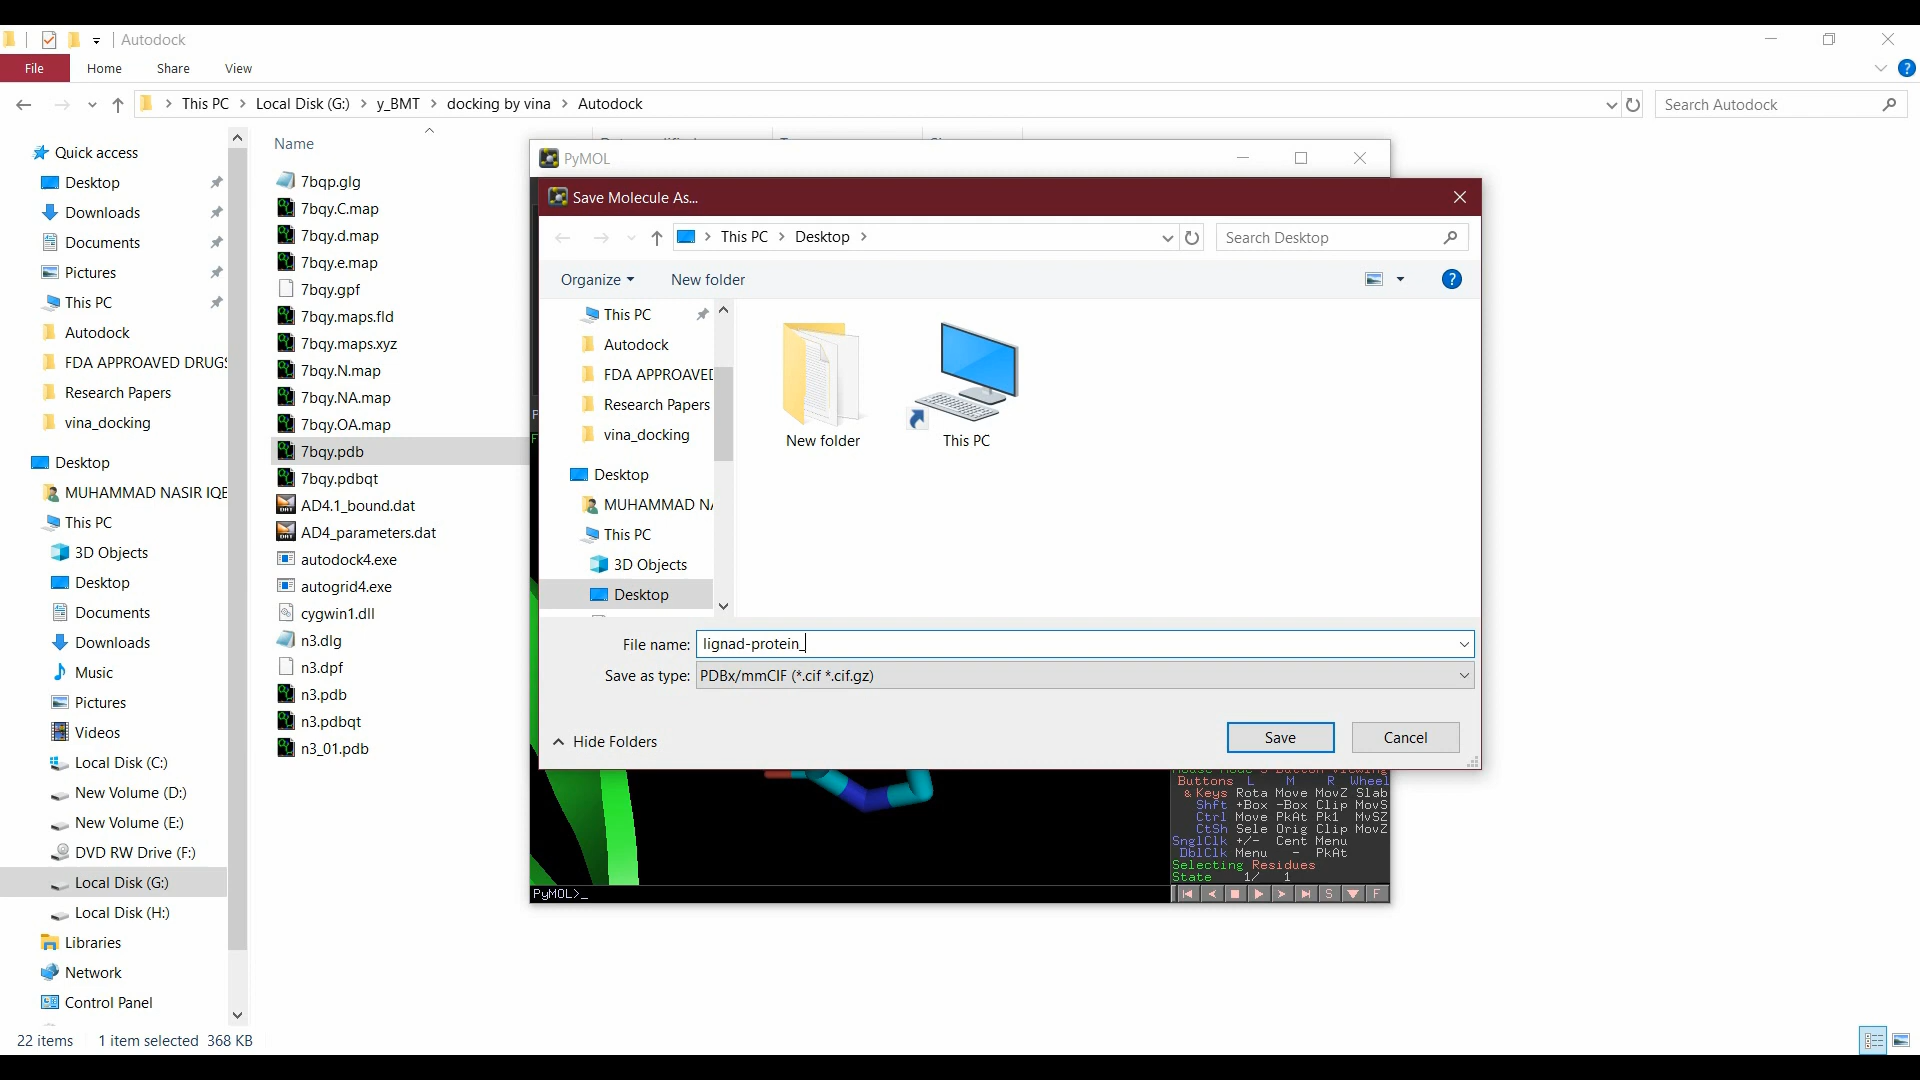 Autodock
File Home Share View
This PC > Local Disk (G:) > y_BMT > docking by vina > Autodock
Search Autodock
Quick access
Desktop
Downloads
Documents
Pictures
This PC
Autodock
FDA APPROAVED DRUGS
Research Papers
vina_docking
Desktop
MUHAMMAD NASIR IQB
This PC
3D Objects
Desktop
Documents
Downloads
Music
Pictures
Videos
Local Disk (C:)
New Volume (D:)
New Volume (E:)
DVD RW Drive (F:)
Local Disk (G:)
Local Disk (H:)
Libraries
Network
Control Panel
Name
7bqp.glg
7bqy.C.map
7bqy.d.map
7bqy.e.map
7bqy.gpf
7bqy.maps.fld
7bqy.maps.xyz
7bqy.N.map
7bqy.NA.map
7bqy.OA.map
7bqy.pdb
7bqy.pdbqt
AD4.1_bound.dat
AD4_parameters.dat
autodock4.exe
autogrid4.exe
cygwin1.dll
n3.dlg
n3.dpf
n3.pdb
n3.pdbqt
n3_01.pdb
PyMOL
Save Molecule As...
This PC > Desktop >
Search Desktop
Organize New folder
This PC
Autodock
FDA APPROAVED
Research Papers
vina_docking
Desktop
MUHAMMAD NA
This PC
3D Objects
Desktop
New folder
This PC
File name: lignad-protein_
Save as type: PDBx/mmCIF (*.cif *.cif.gz)
Hide Folders
Save
Cancel
Buttons L M R Wheel
& Keys Rota Move MovZ Slab
Shft +Box -Box Clip MovS
Ctrl Move PkAt Pk1 MvSZ
CtSh Sele Orig Clip MovZ
SnglClk +/- Cent Menu
DblClk Menu - PkAt
Selecting Residues
State 1/ 1
PyMOL>_
S F
22 items 1 item selected 368 KB